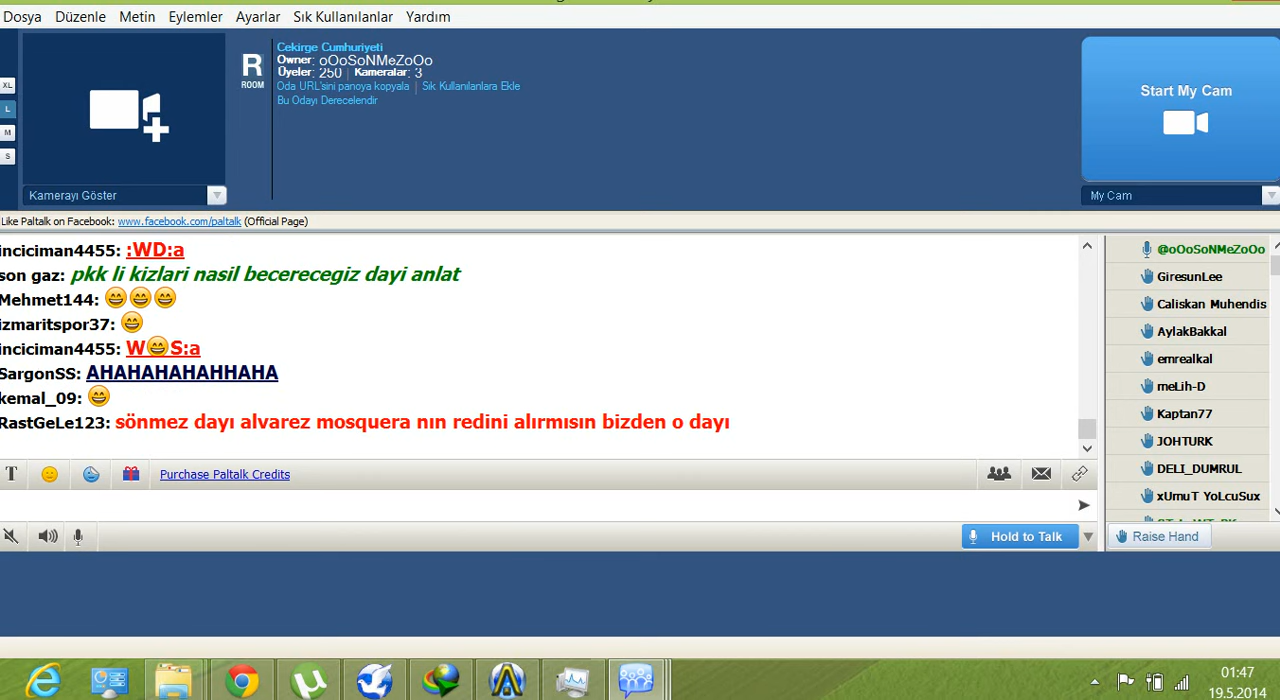 Dosya Düzenle Metin Eylemler Ayarlar Sık Kullanılanlar Yardım
XL
L
M
S
Kamerayı Göster
R
ROOM
Cekirge Cumhuriyeti
Owner: oOoSoNMeZoOo
Üyeler: 250 | Kameralar: 3
Oda URL'sini panoya kopyala | Sık Kullanılanlara Ekle
Bu Odayı Derecelendir
Start My Cam
My Cam
Like Paltalk on Facebook: www.facebook.com/paltalk (Official Page)
inciciman4455: :WD:a
son gaz: pkk li kizlari nasil becerecegiz dayi anlat
Mehmet144: 😄😄😄
izmaritspor37: 😄
inciciman4455: W😄S:a
SargonSS: AHAHAHAHAHHAHA
kemal_09: 😄
RastGeLe123: sönmez dayı alvarez mosquera nın redini alırmısın bizden o dayı
@oOoSoNMeZoOo
GiresunLee
Caliskan Muhendis
AylakBakkal
emrealkal
meLih-D
Kaptan77
JOHTURK
DELI_DUMRUL
xUmuT YoLcuSux
T
Purchase Paltalk Credits
Hold to Talk
Raise Hand
01:47
19.5.2014